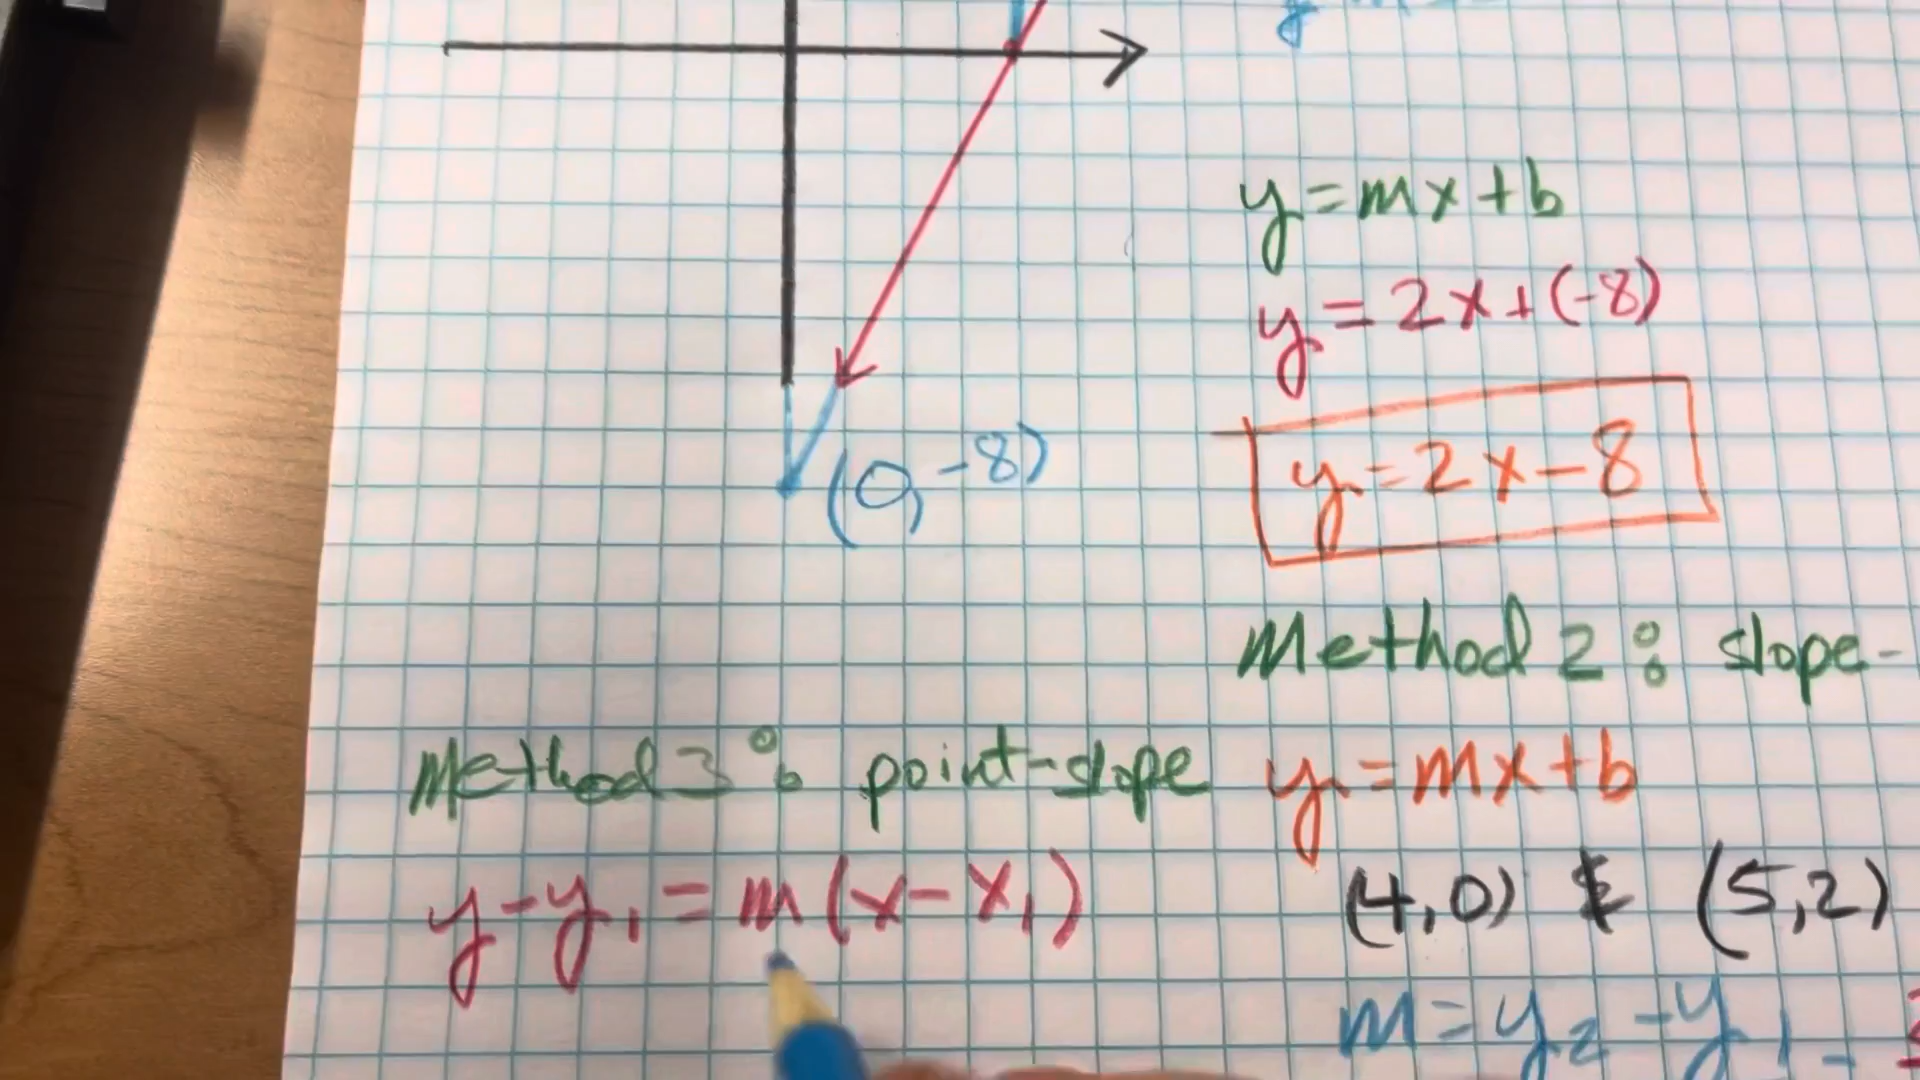 y = mx + b
y = 2x + (-8)
(0, -8)
y = 2x - 8
Method 2: slope-
y = mx + b
(4,0) & (5,2)
m = y₂ - y₁
Method 3: point-slope
y - y₁ = m(x - x₁)